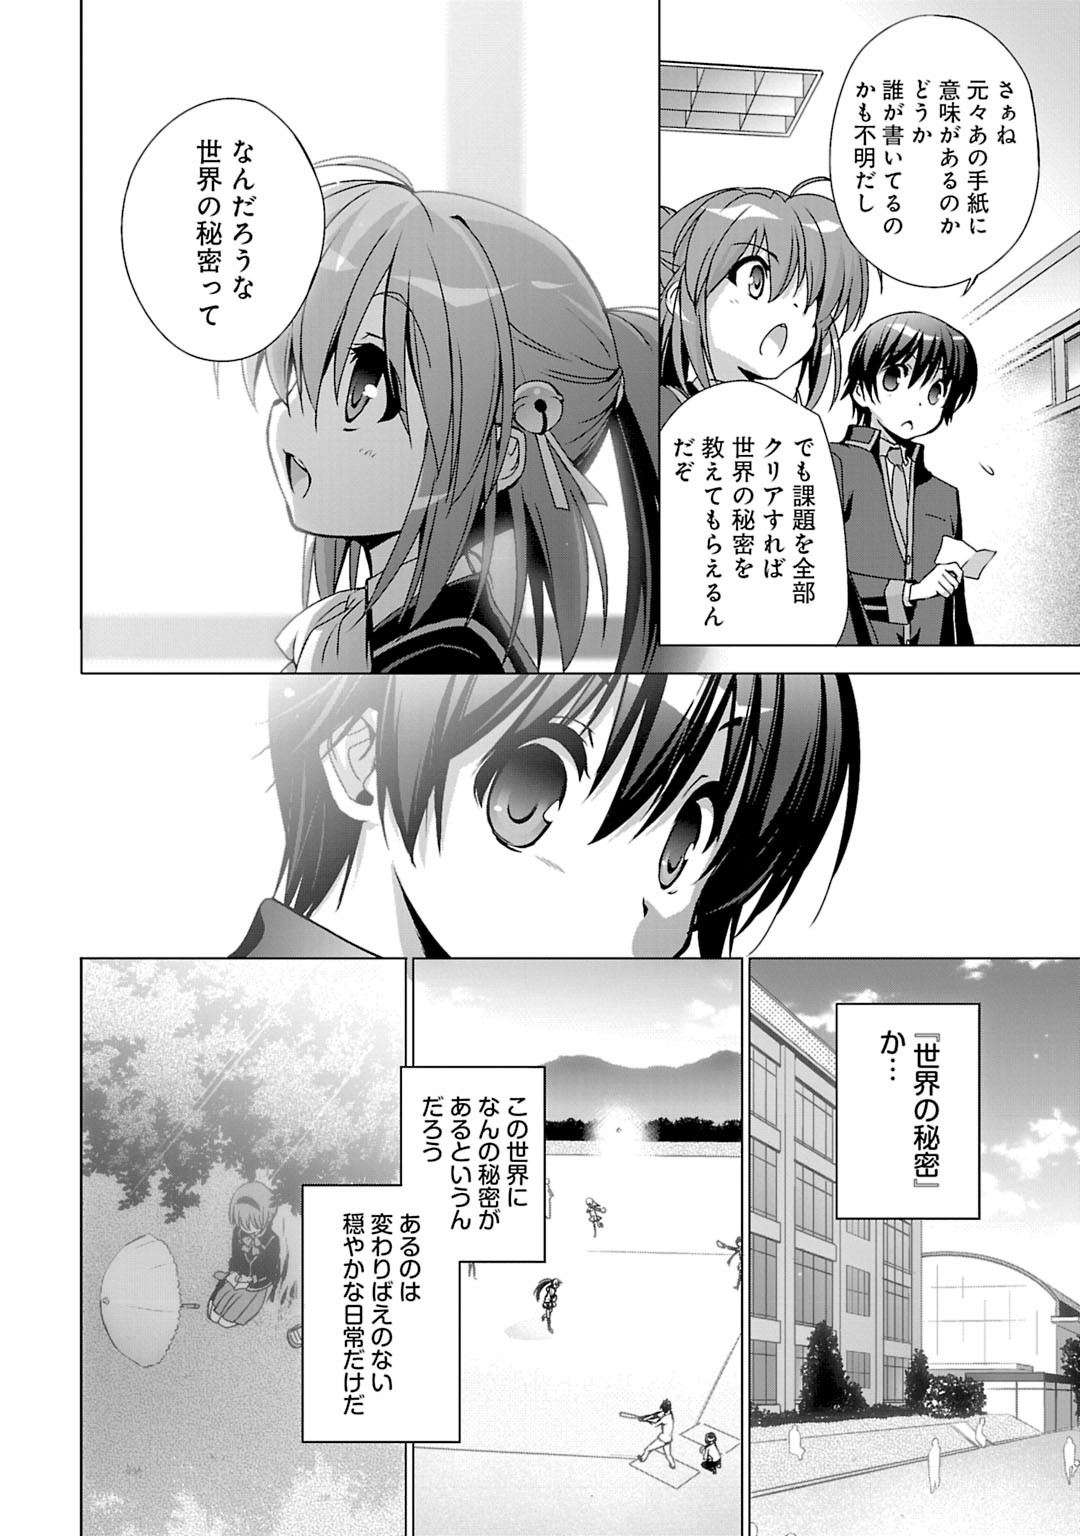 さぁね
元々あの手紙に
意味があるのか
どうか
誰が書いてるの
かも不明だし
でも課題を全部
クリアすれば
世界の秘密を
教えてもらえるん
だぞ
なんだろうな
世界の秘密って
『世界の秘密』
か…
この世界に
なんの秘密が
あるというん
だろう
あるのは
変わりばえのない
穏やかな日常だけだ